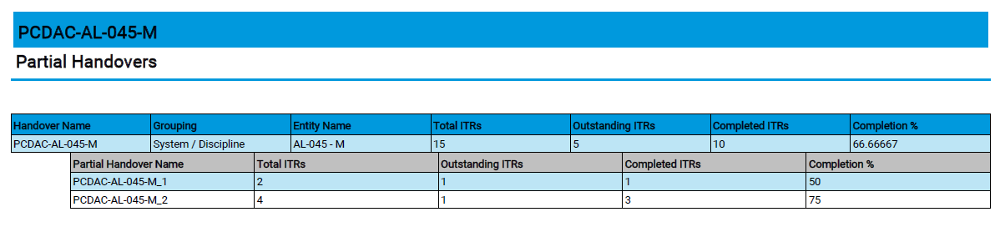 PCDAC-AL-045-M
Partial Handovers
Handover Name Grouping Entity Name Total ITRs Outstanding ITRs Completed ITRs Completion %
PCDAC-AL-045-M System / Discipline AL-045 - M 15 5 10 66.66667
Partial Handover Name Total ITRs Outstanding ITRs Completed ITRs Completion %
PCDAC-AL-045-M_1 2 1 1 50
PCDAC-AL-045-M_2 4 1 3 75